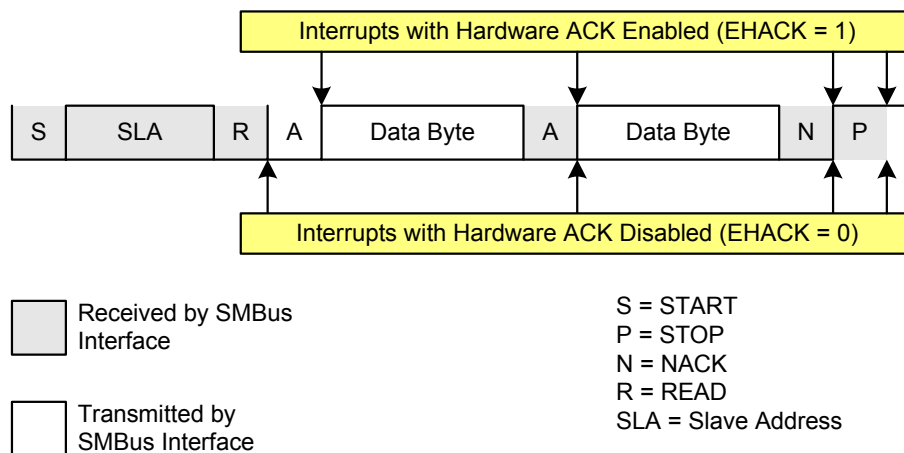 Interrupts with Hardware ACK Enabled (EHACK = 1)
S SLA R A Data Byte A Data Byte N P
Interrupts with Hardware ACK Disabled (EHACK = 0)
Received by SMBus
Interface
Transmitted by
SMBus Interface
S = START
P = STOP
N = NACK
R = READ
SLA = Slave Address